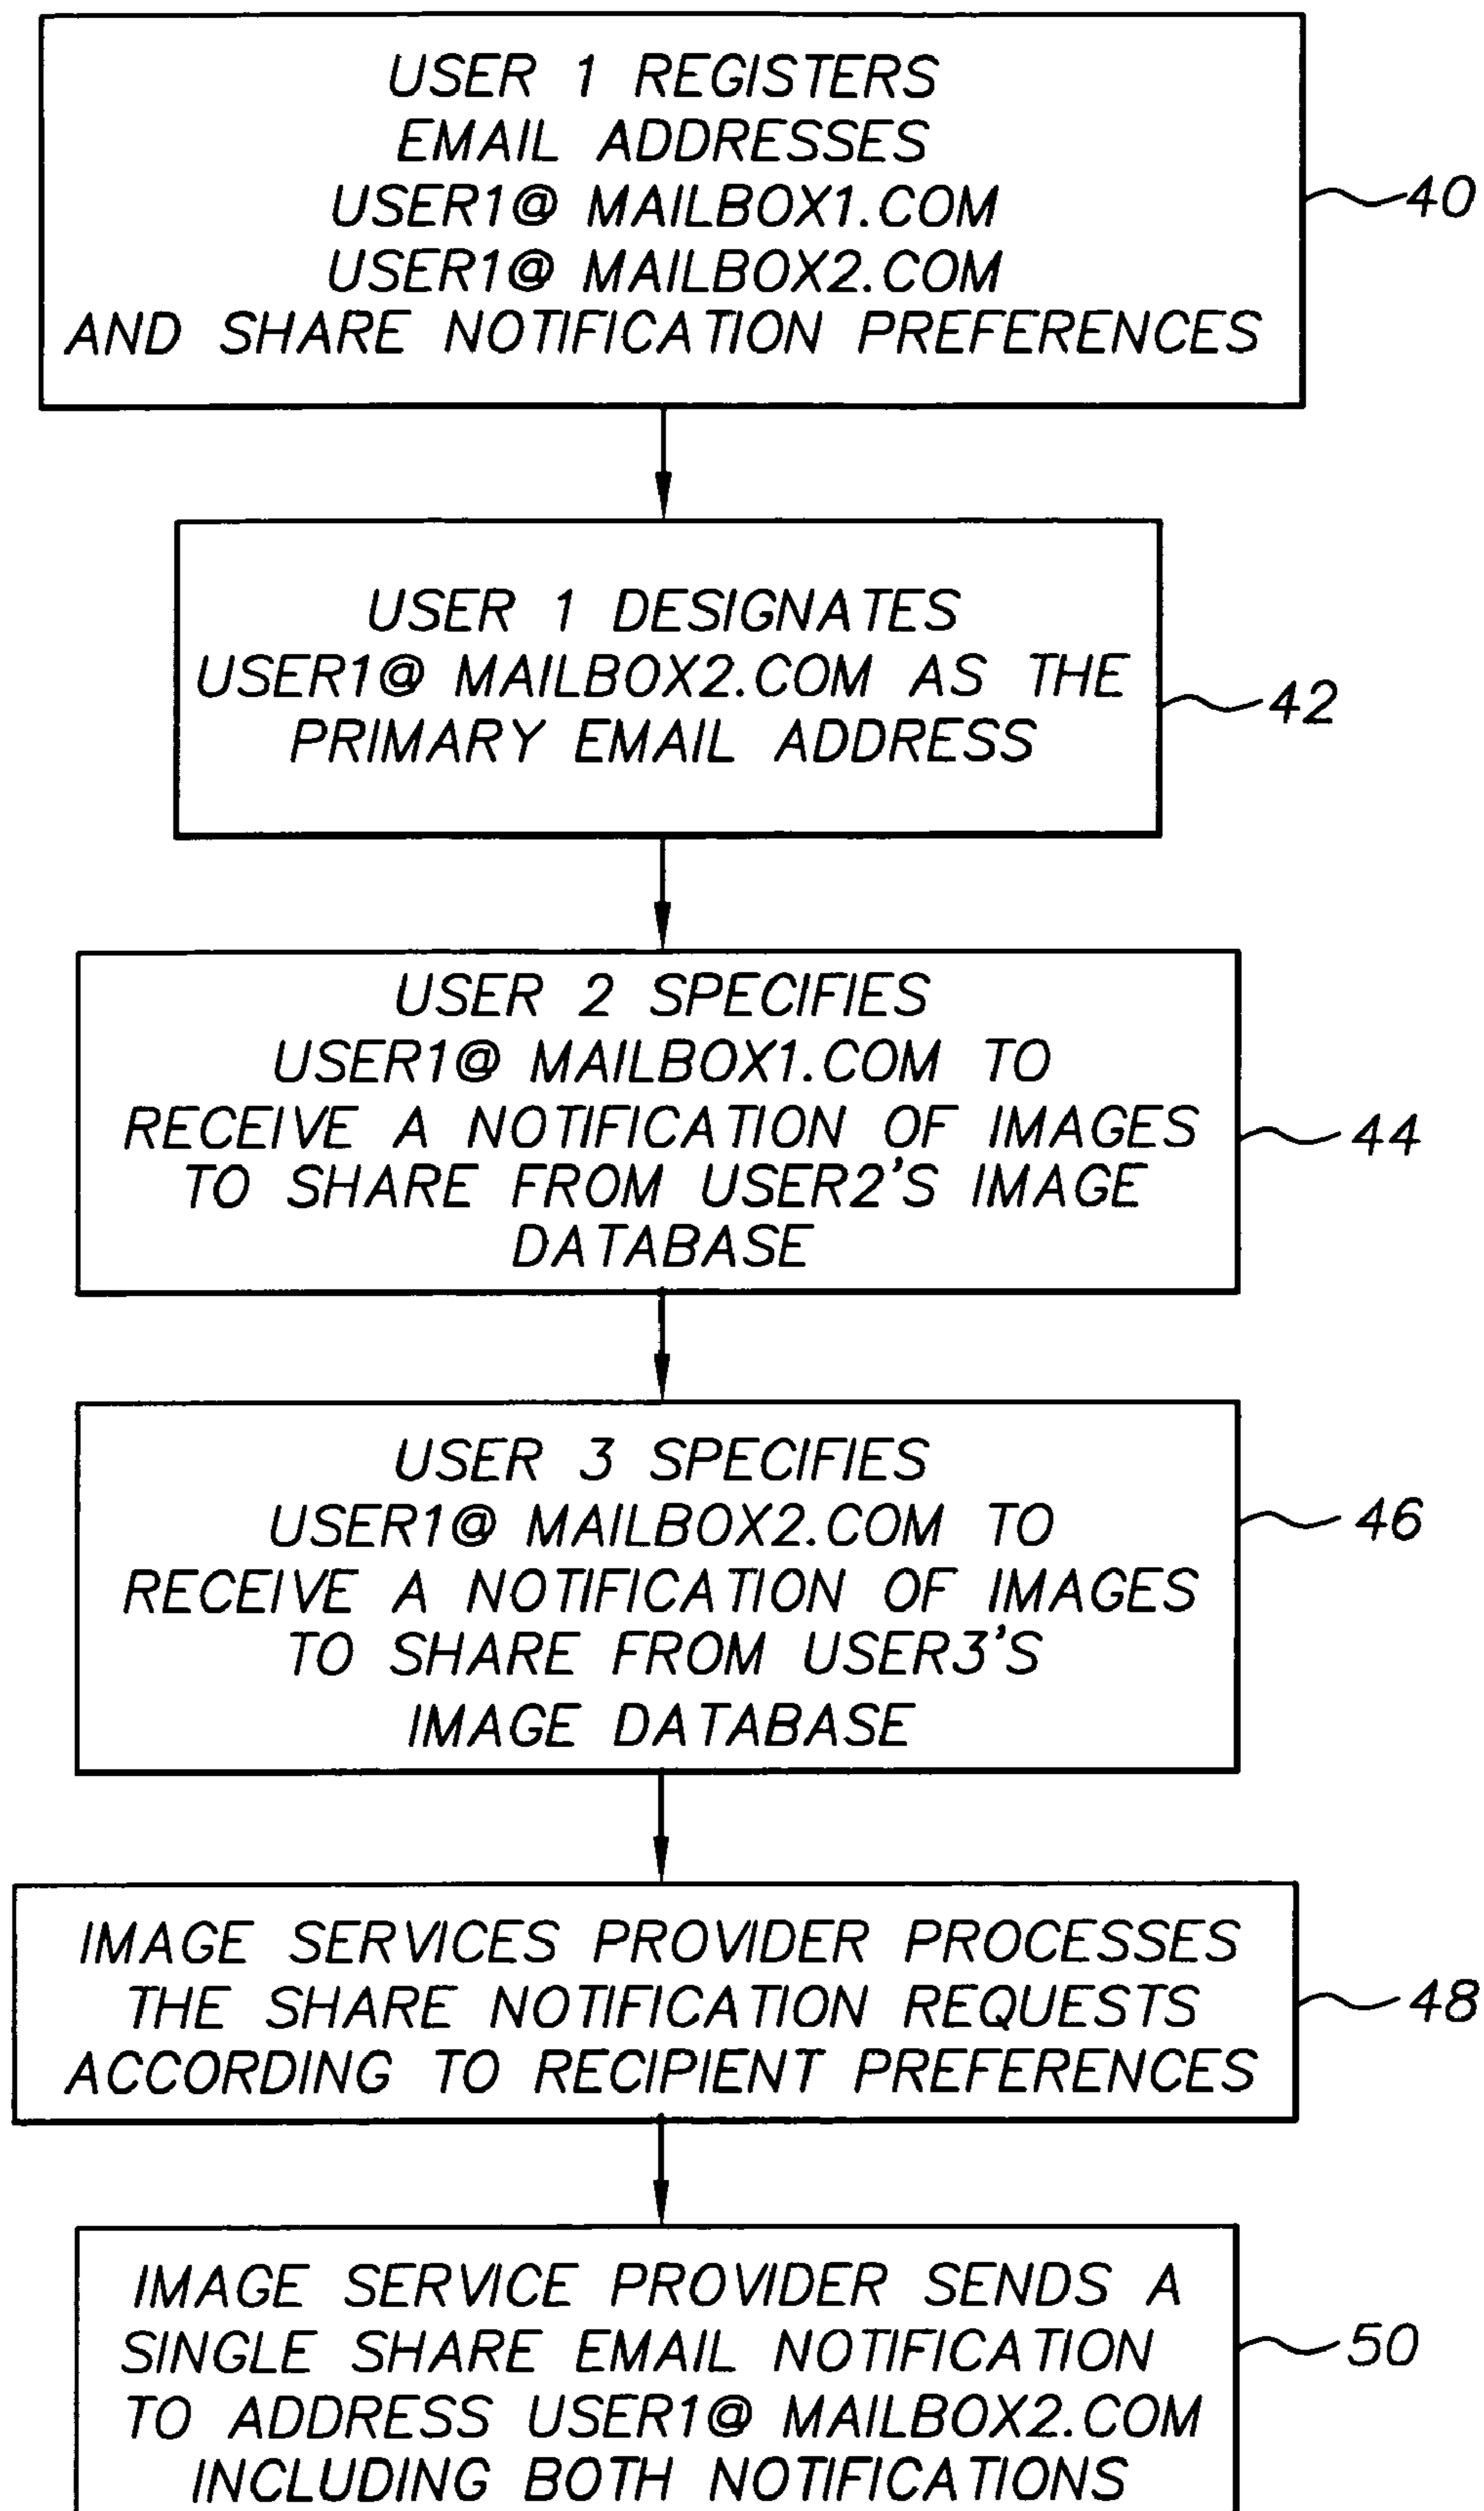 USER 1 REGISTERS
EMAIL ADDRESSES
USER1@ MAILBOX1.COM
USER1@ MAILBOX2.COM
AND SHARE NOTIFICATION PREFERENCES
40
USER 1 DESIGNATES
USER1@ MAILBOX2.COM AS THE
PRIMARY EMAIL ADDRESS
42
USER 2 SPECIFIES
USER1@ MAILBOX1.COM TO
RECEIVE A NOTIFICATION OF IMAGES
TO SHARE FROM USER2'S IMAGE
DATABASE
44
USER 3 SPECIFIES
USER1@ MAILBOX2.COM TO
RECEIVE A NOTIFICATION OF IMAGES
TO SHARE FROM USER3'S
IMAGE DATABASE
46
IMAGE SERVICES PROVIDER PROCESSES
THE SHARE NOTIFICATION REQUESTS
ACCORDING TO RECIPIENT PREFERENCES
48
IMAGE SERVICE PROVIDER SENDS A
SINGLE SHARE EMAIL NOTIFICATION
TO ADDRESS USER1@ MAILBOX2.COM
INCLUDING BOTH NOTIFICATIONS
50